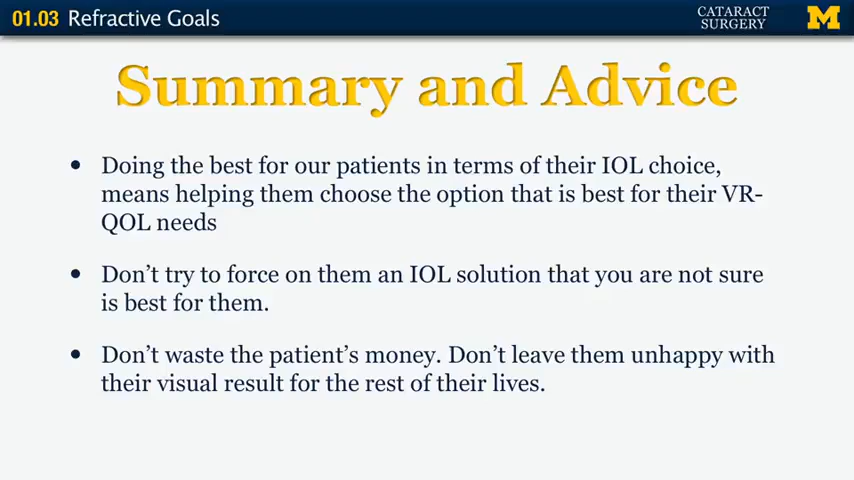 01.03 Refractive Goals
CATARACT
SURGERY
M
Summary and Advice
• Doing the best for our patients in terms of their IOL choice,
means helping them choose the option that is best for their VR-
QOL needs
• Don’t try to force on them an IOL solution that you are not sure
is best for them.
• Don’t waste the patient’s money. Don’t leave them unhappy with
their visual result for the rest of their lives.